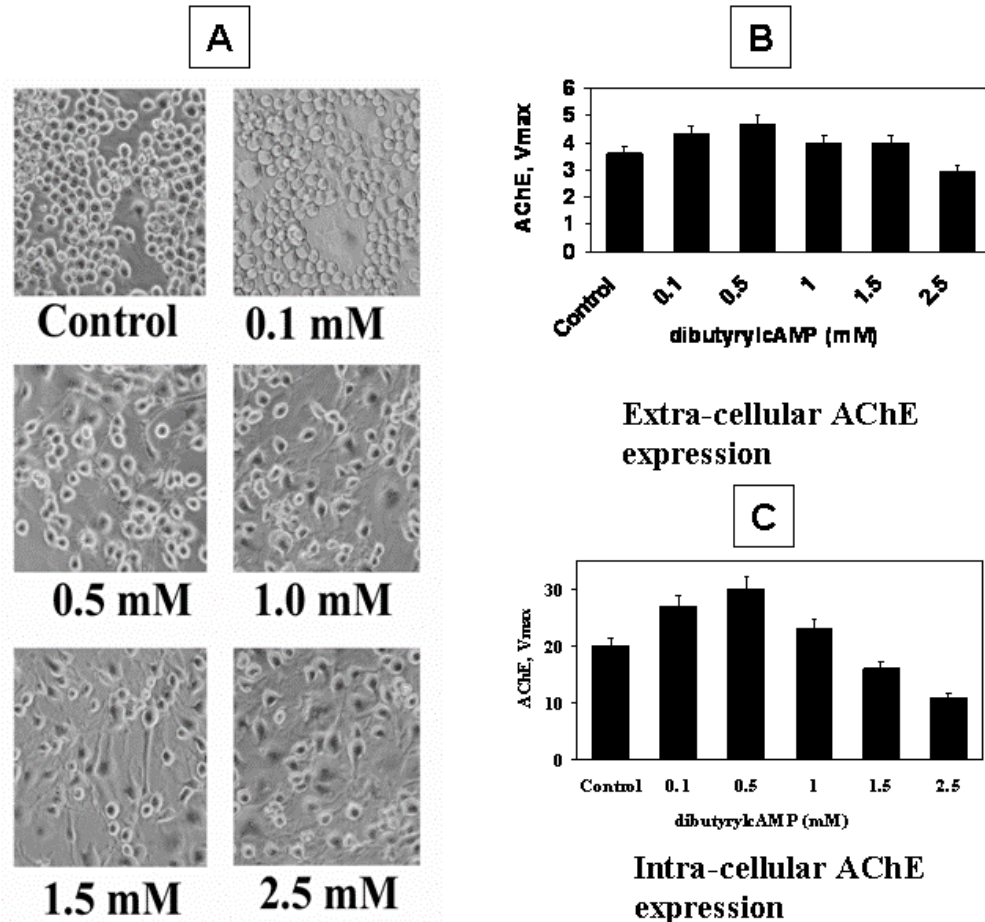 A
Control
0.1 mM
0.5 mM
1.0 mM
1.5 mM
2.5 mM
B
AChE, Vmax
6
5
4
3
2
1
0
Control
0.1
0.5
1
1.5
2.5
dibutyrylcAMP (mM)
Extra-cellular AChE
expression
C
AChE, Vmax
30
20
10
0
Control
0.1
0.5
1
1.5
2.5
dibutyrylcAMP (mM)
Intra-cellular AChE
expression